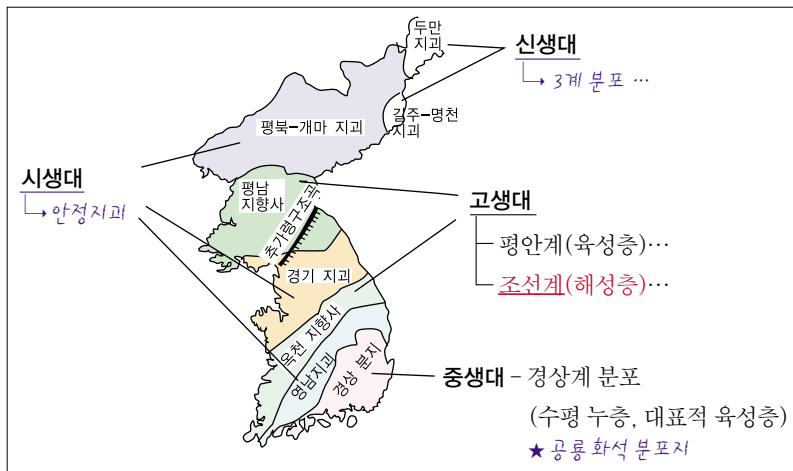 두만
지괴
신생대
↳ 3계 분포 …
길주-명천
지괴
평북-개마 지괴
시생대
↳ 안정지괴
평남
지향사
추가령구조곡
고생대
평안계(육성층)…
조선계(해성층)…
경기 지괴
옥천 지향사
영남지괴
경상 분지
중생대 – 경상계 분포
(수평 누층, 대표적 육성층)
★ 공룡 화석 분포지